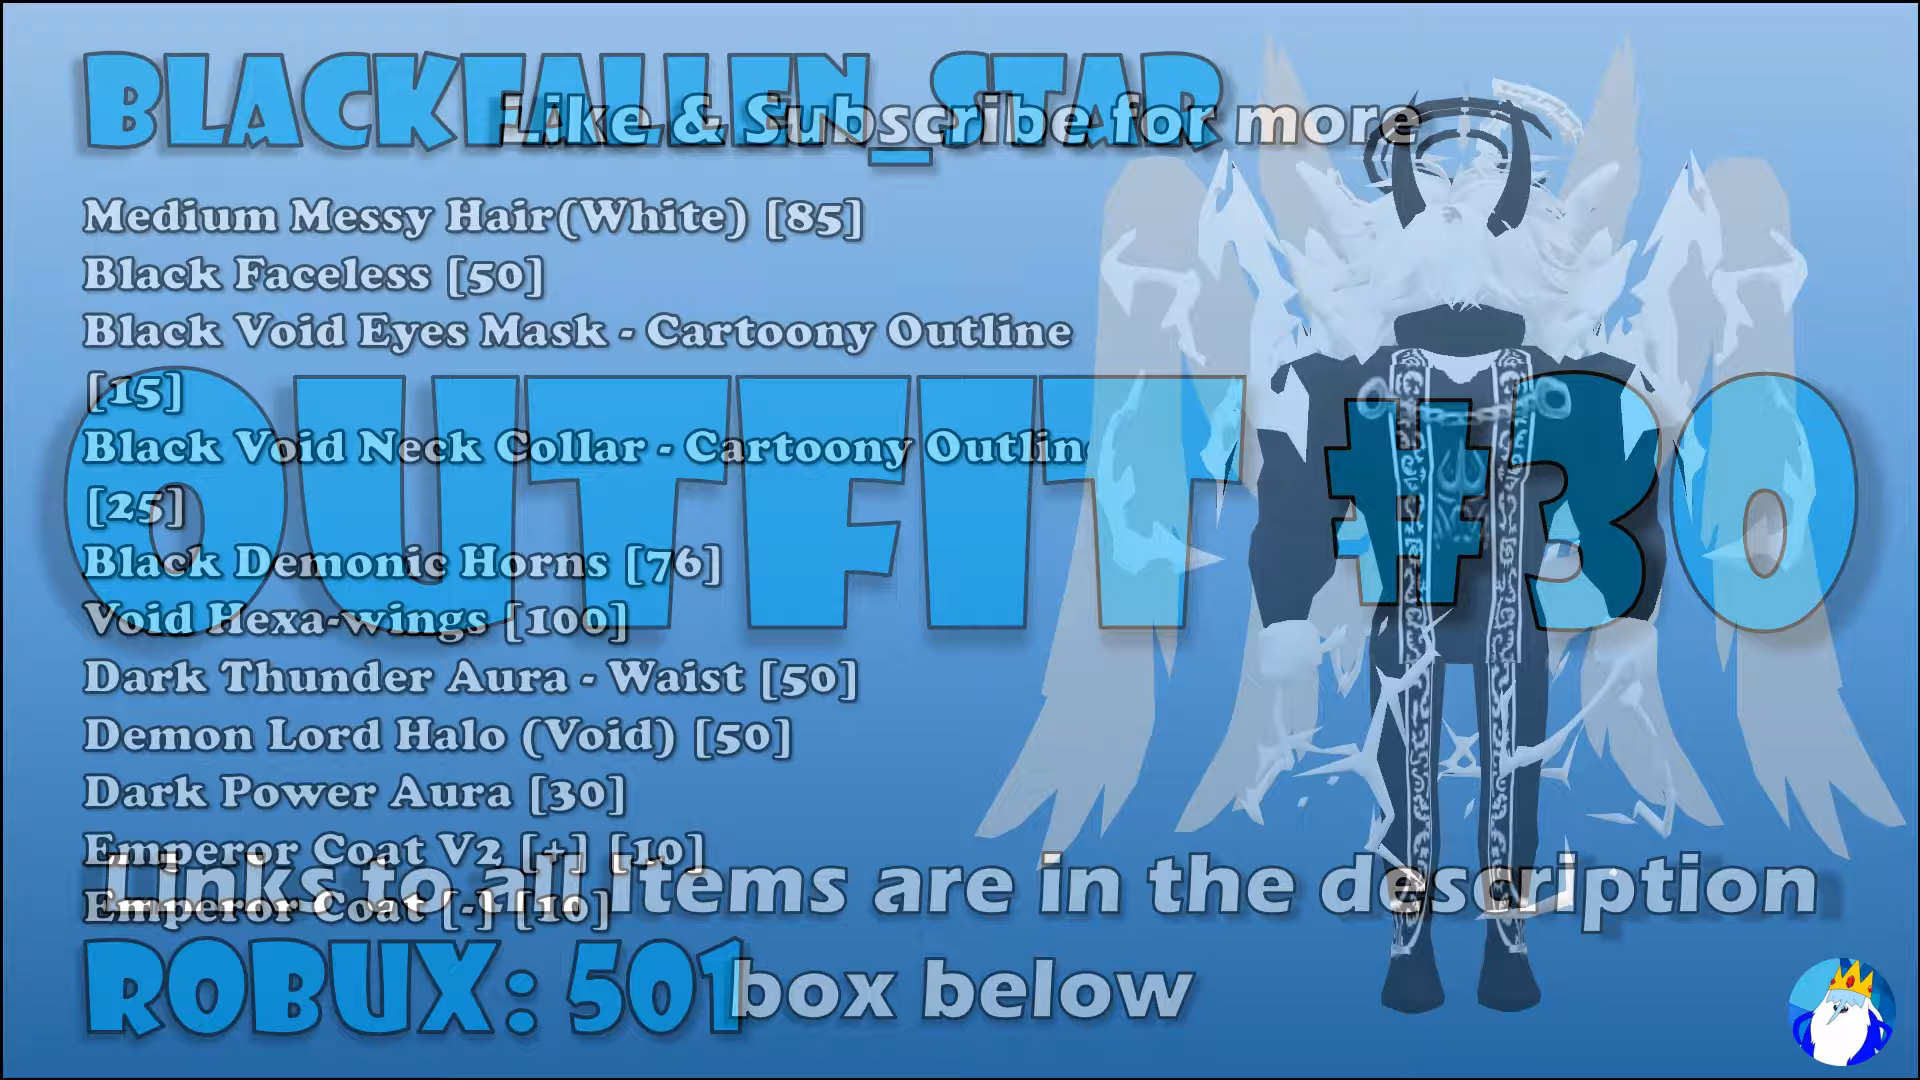 BLACKFALLEN_STAR
Like & Subscribe for more
Medium Messy Hair(White) [85]
Black Faceless [50]
Black Void Eyes Mask - Cartoony Outline
[15]
OUTFIT #30
Black Void Neck Collar - Cartoony Outline
[25]
Black Demonic Horns [76]
Void Hexa-wings [100]
Dark Thunder Aura - Waist [50]
Demon Lord Halo (Void) [50]
Dark Power Aura [30]
Emperor Coat V2 [+] [10]
Links to all items are in the description
Emperor Coat [-] [10]
ROBUX: 501
box below